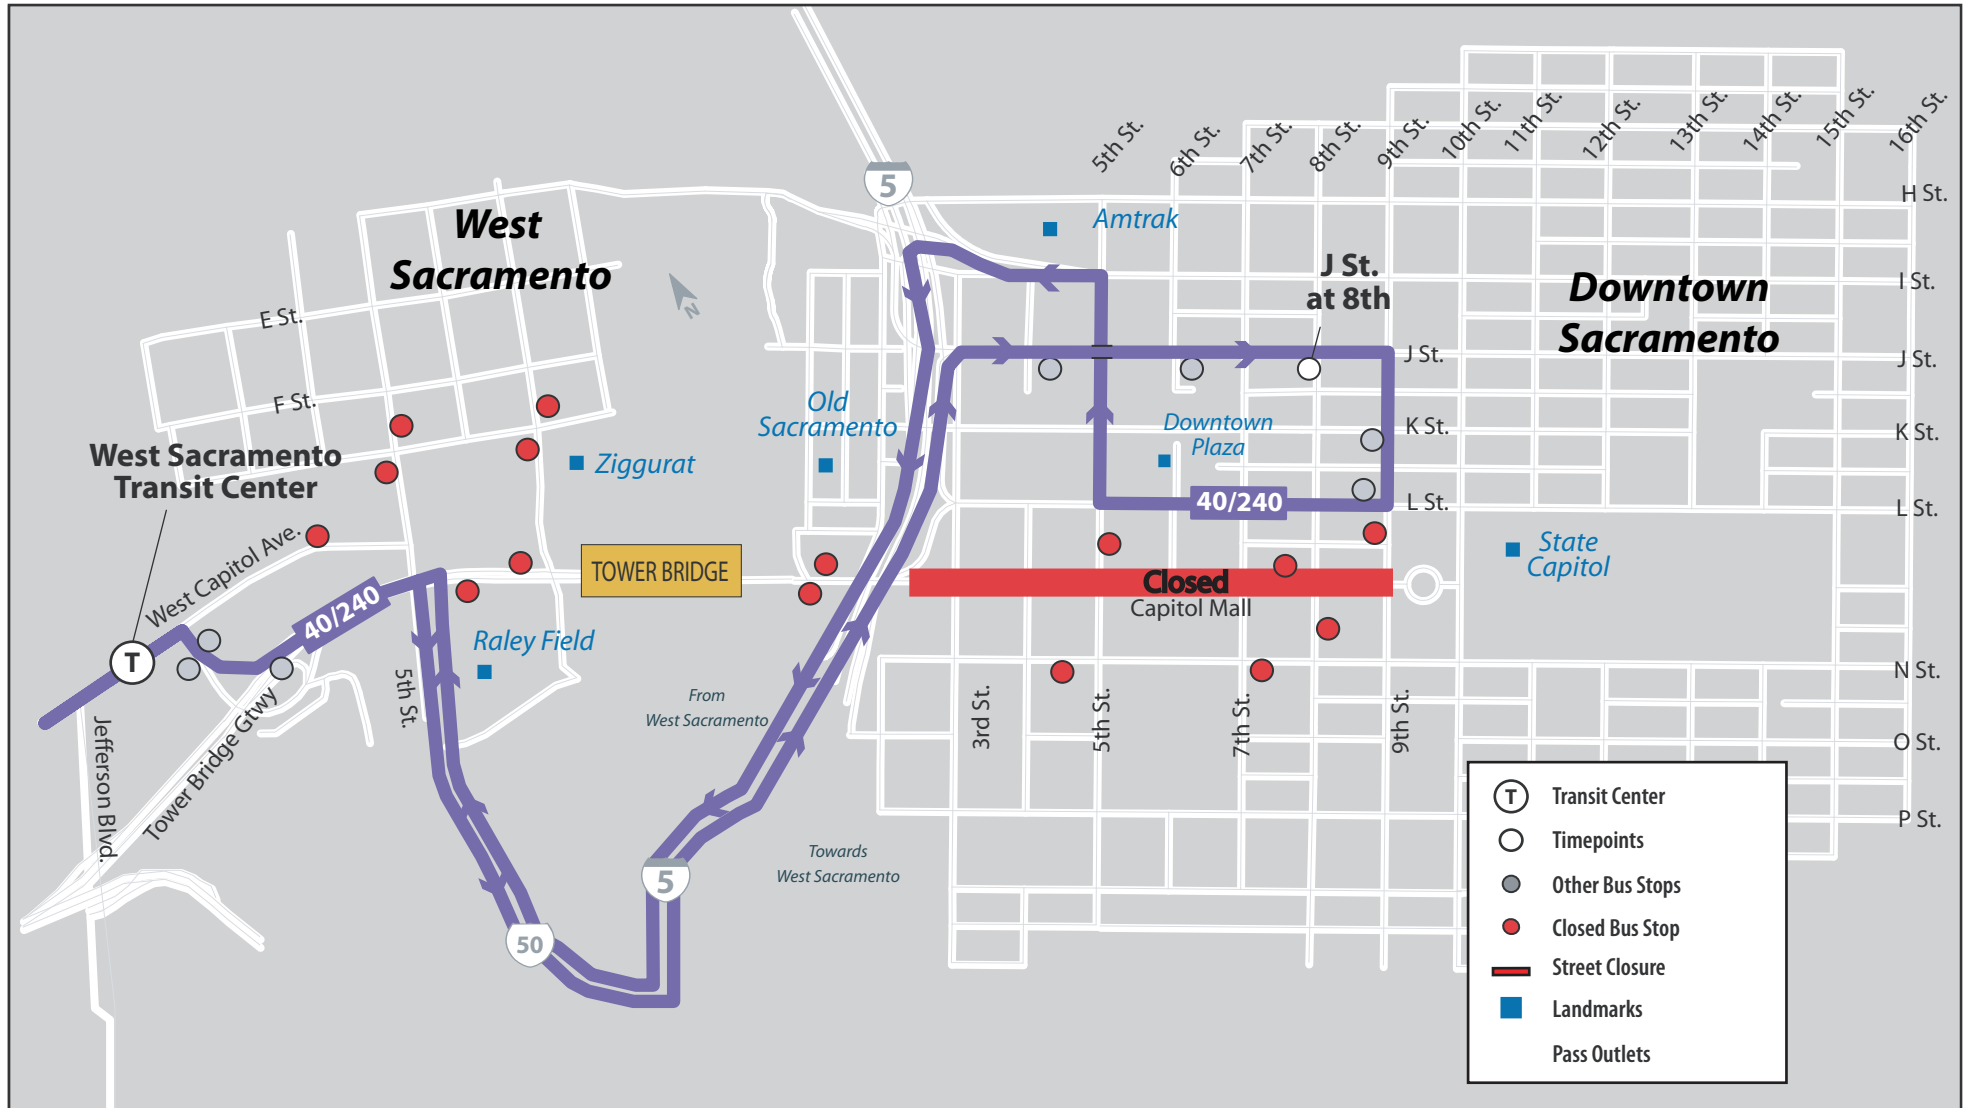 5th St.
6th St.
7th St.
8th St.
9th St.
10th St.
11th St.
12th St.
13th St.
14th St.
15th St.
16th St.
5
H St.
West
Sacramento
Amtrak
N
J St.
at 8th
Downtown
Sacramento
I St.
E St.
J St.
J St.
F St.
Old
Sacramento
Downtown
Plaza
K St.
K St.
West Sacramento
Transit Center
Ziggurat
40/240
L St.
L St.
West Capitol Ave.
TOWER BRIDGE
State
Capitol
Closed
Capitol Mall
40/240
Raley Field
T
5th St.
From
West Sacramento
3rd St.
5th St.
7th St.
9th St.
N St.
Jefferson Blvd.
Tower Bridge Gtwy
O St.
P St.
Towards
West Sacramento
5
50
T Transit Center
Timepoints
Other Bus Stops
Closed Bus Stop
Street Closure
Landmarks
Pass Outlets